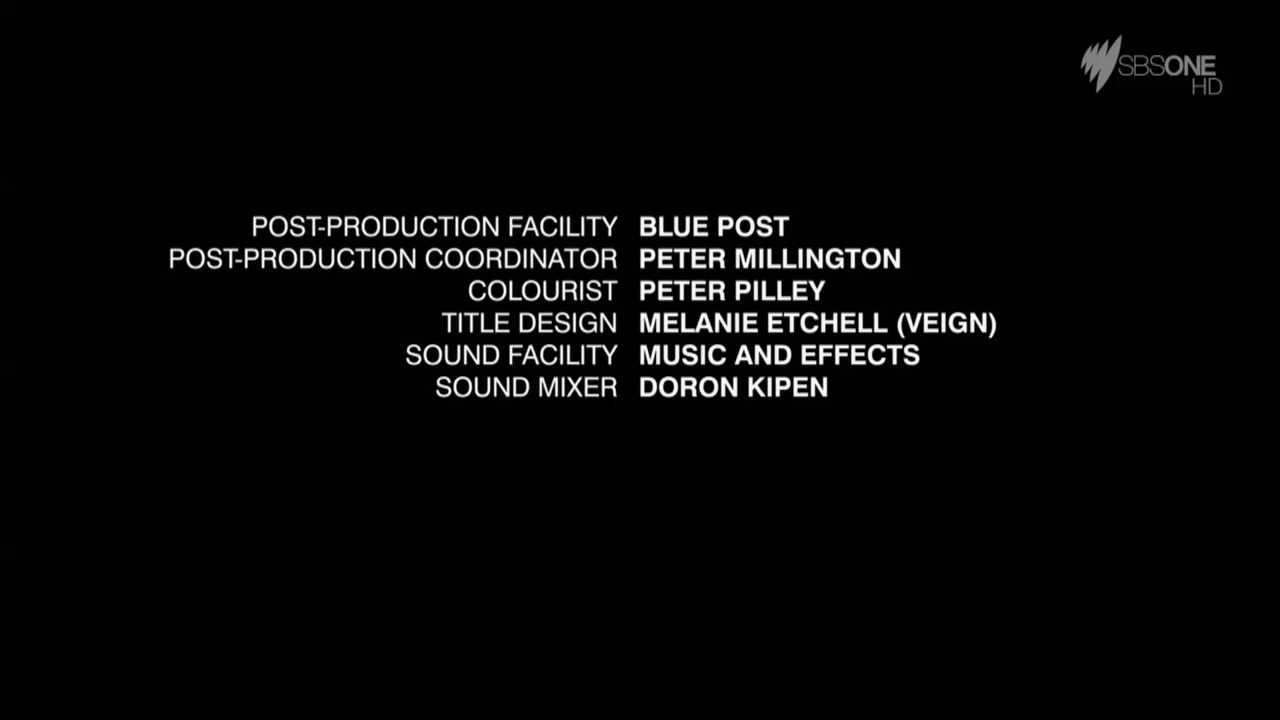 SBSONE
HD
POST-PRODUCTION FACILITY BLUE POST
POST-PRODUCTION COORDINATOR PETER MILLINGTON
COLOURIST PETER PILLEY
TITLE DESIGN MELANIE ETCHELL (VEIGN)
SOUND FACILITY MUSIC AND EFFECTS
SOUND MIXER DORON KIPEN